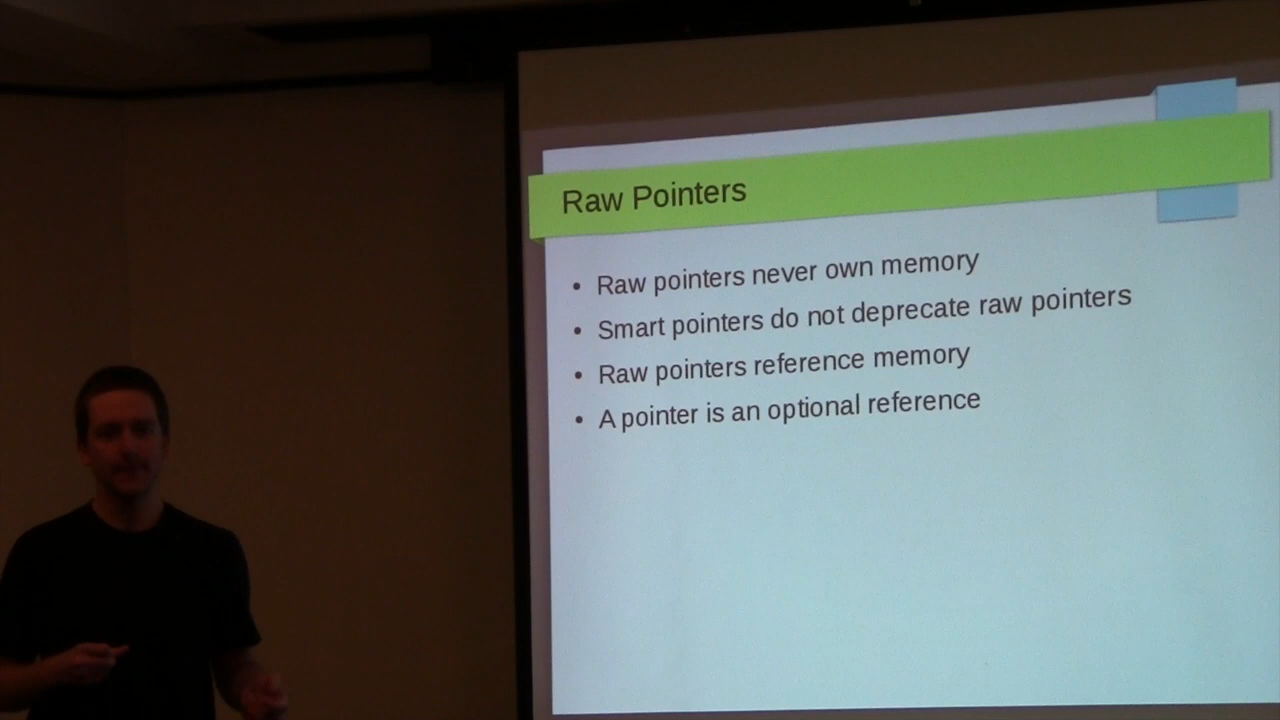 Raw Pointers
• Raw pointers never own memory
• Smart pointers do not deprecate raw pointers
• Raw pointers reference memory
• A pointer is an optional reference